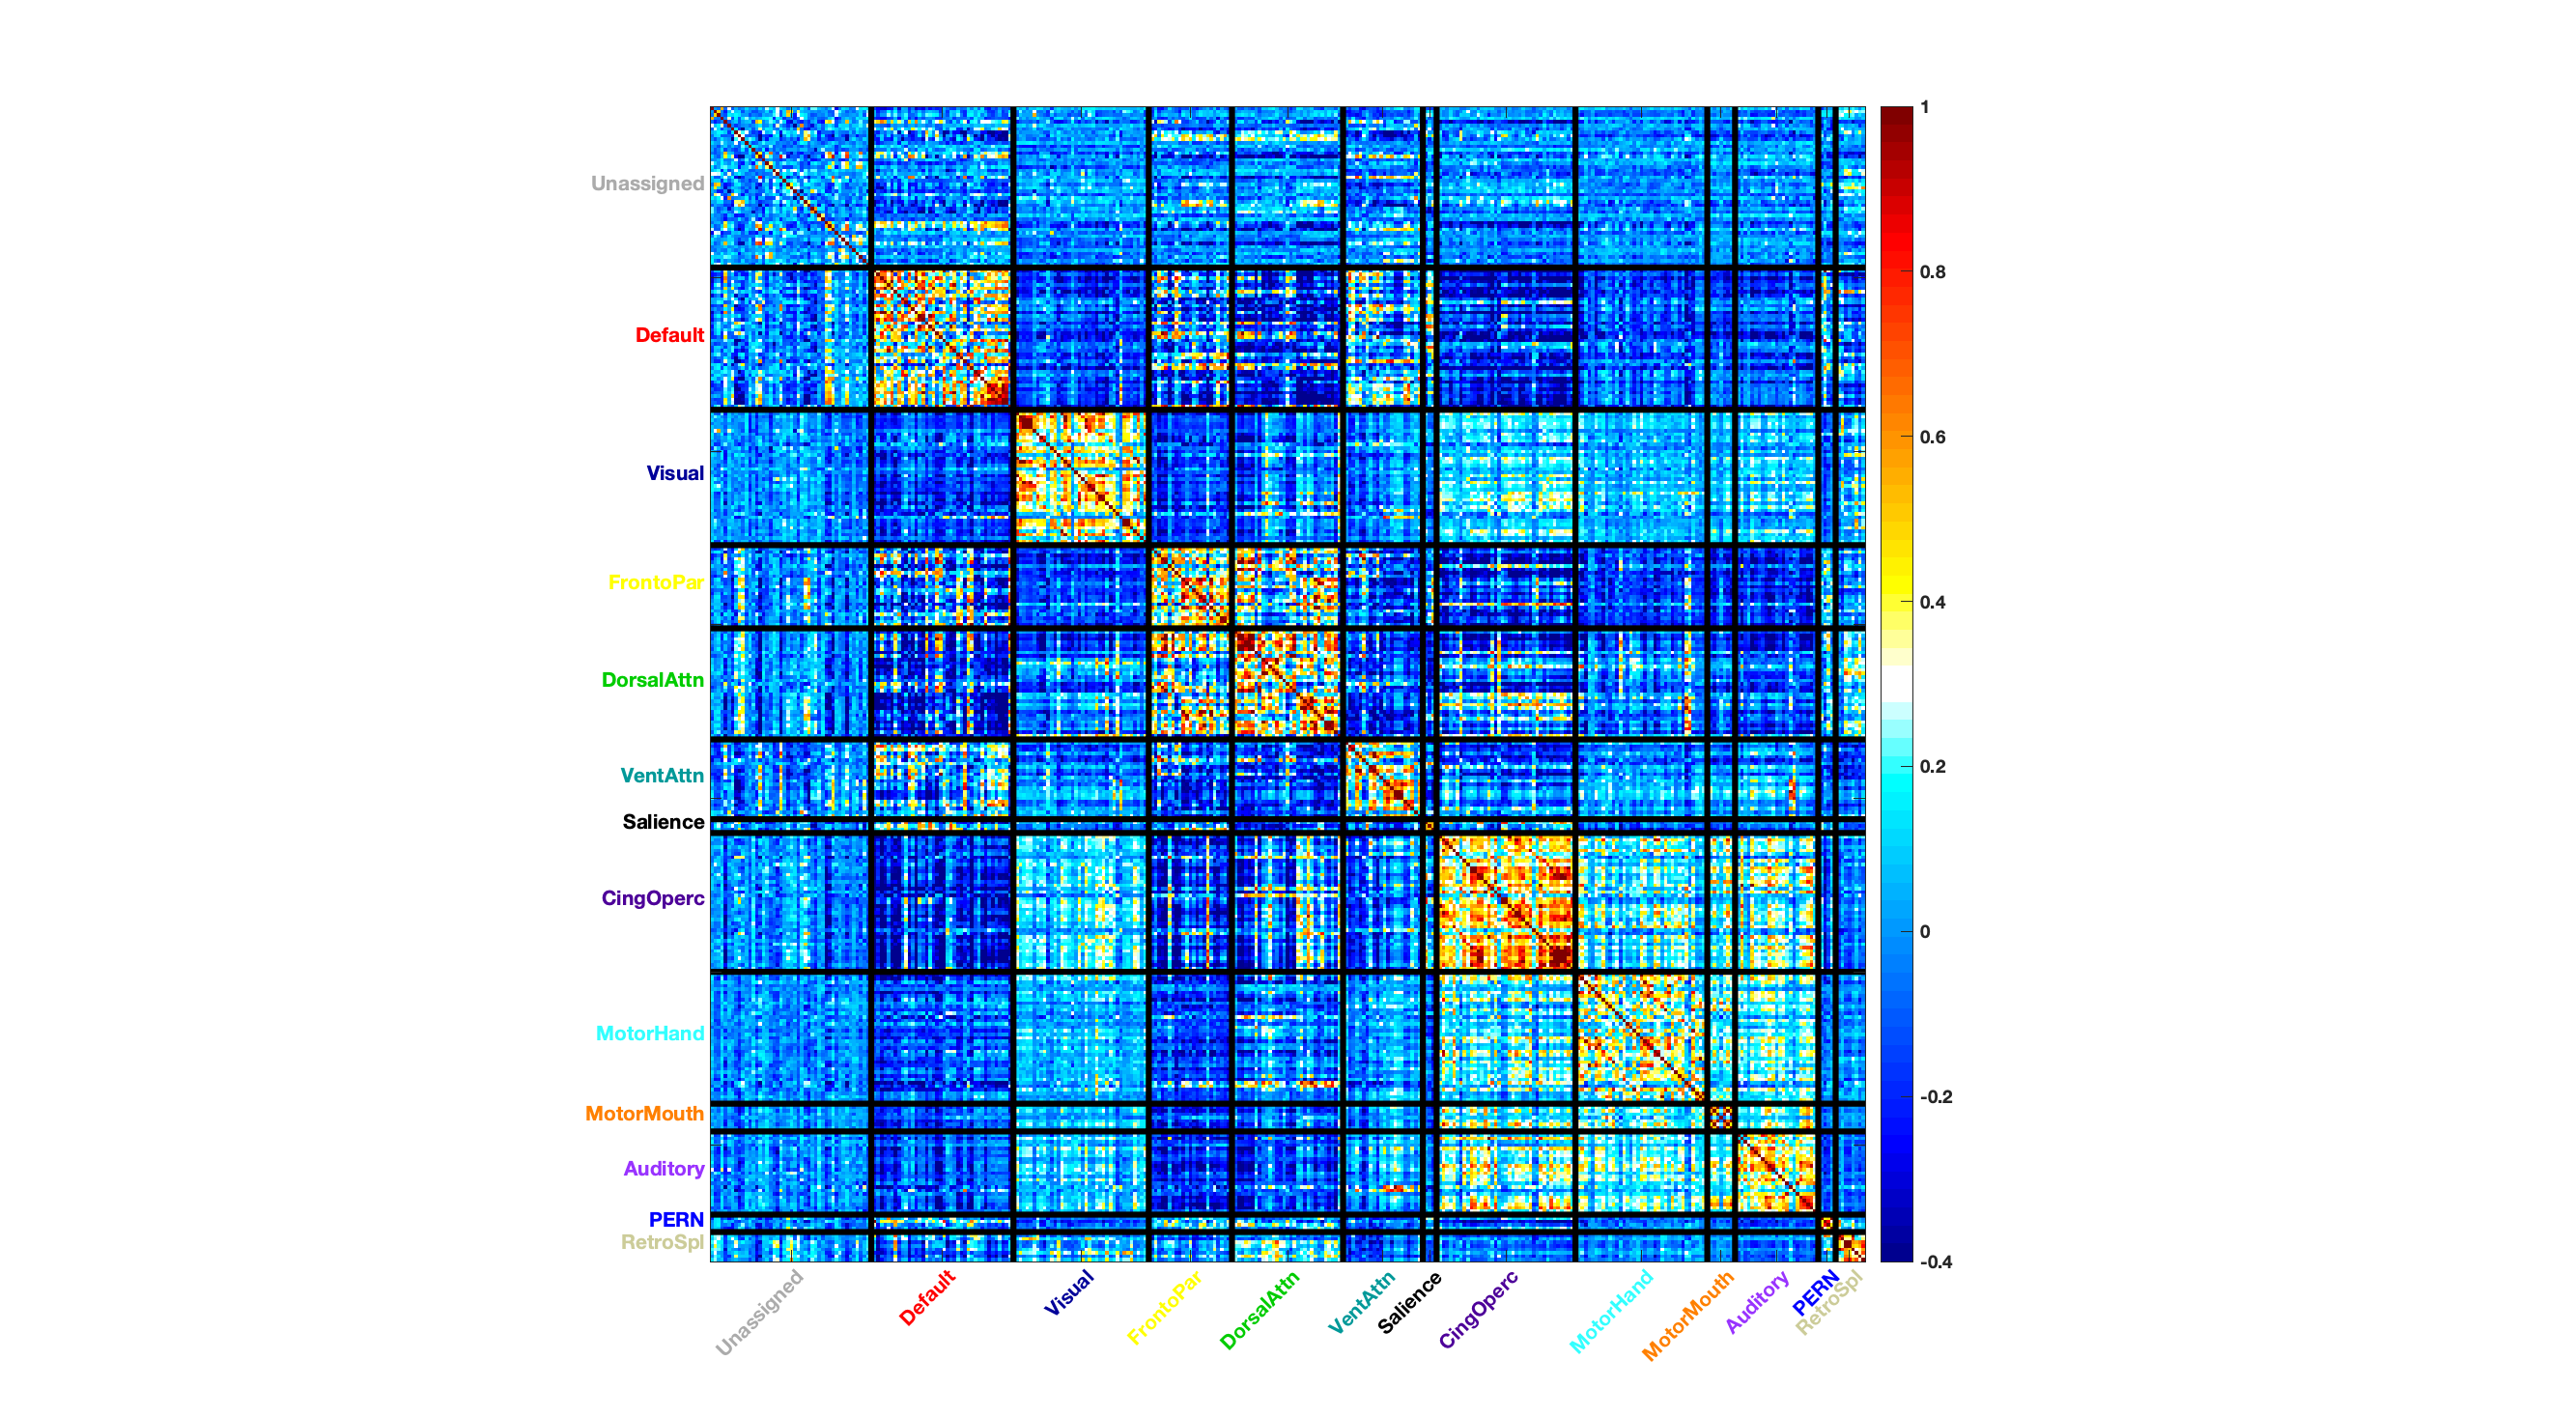 Unassigned
Default
Visual
FrontoPar
DorsalAttn
VentAttn
Salience
CingOperc
MotorHand
MotorMouth
Auditory
PERN
RetroSpl
Unassigned
Default
Visual
FrontoPar
DorsalAttn
VentAttn
Salience
CingOperc
MotorHand
MotorMouth
Auditory
PERN
RetroSpl
1
0.8
0.6
0.4
0.2
0
-0.2
-0.4